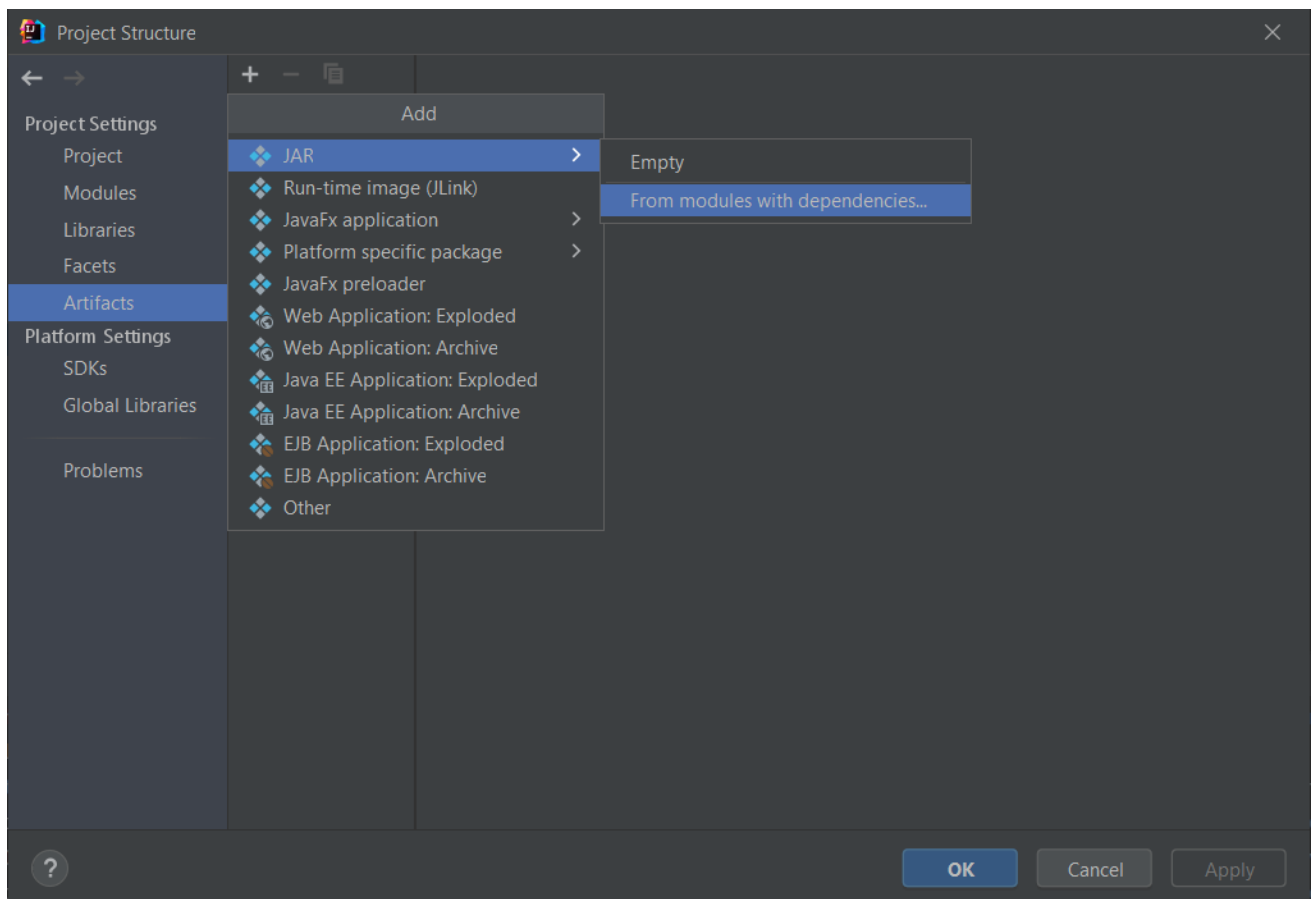 Project Structure
Project Settings
Project
Modules
Libraries
Facets
Artifacts
Platform Settings
SDKs
Global Libraries
Problems
Add
JAR
Run-time image (JLink)
JavaFx application
Platform specific package
JavaFx preloader
Web Application: Exploded
Web Application: Archive
Java EE Application: Exploded
Java EE Application: Archive
EJB Application: Exploded
EJB Application: Archive
Other
Empty
From modules with dependencies...
?
OK
Cancel
Apply